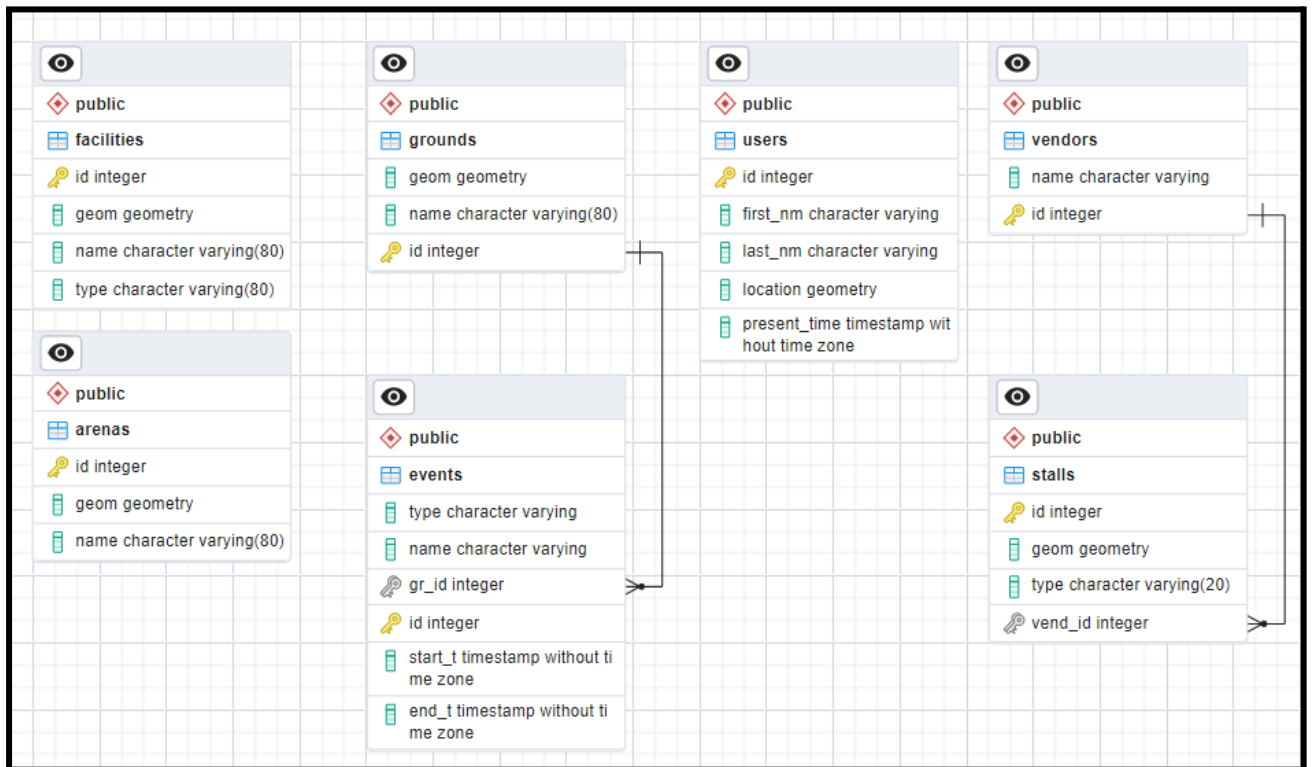 public
facilities
id integer
geom geometry
name character varying(80)
type character varying(80)
public
arenas
id integer
geom geometry
name character varying(80)
public
grounds
geom geometry
name character varying(80)
id integer
public
events
type character varying
name character varying
gr_id integer
id integer
start_t timestamp without ti
me zone
end_t timestamp without ti
me zone
public
users
id integer
first_nm character varying
last_nm character varying
location geometry
present_time timestamp wit
hout time zone
public
vendors
name character varying
id integer
public
stalls
id integer
geom geometry
type character varying(20)
vend_id integer